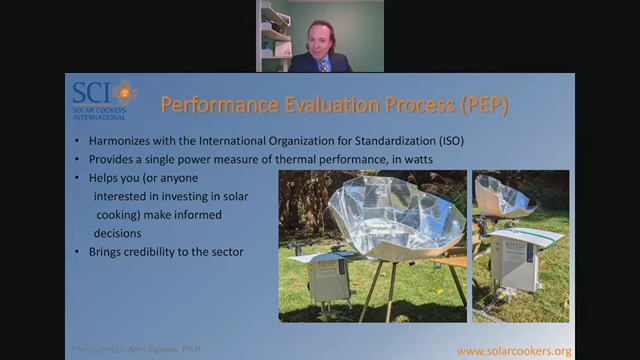 SCI
SOLAR COOKERS
INTERNATIONAL
Performance Evaluation Process (PEP)
• Harmonizes with the International Organization for Standardization (ISO)
• Provides a single power measure of thermal performance, in watts
• Helps you (or anyone
interested in investing in solar
cooking) make informed
decisions
• Brings credibility to the sector
Photo credits: Alan Bigelow, Ph.D.
www.solarcookers.org